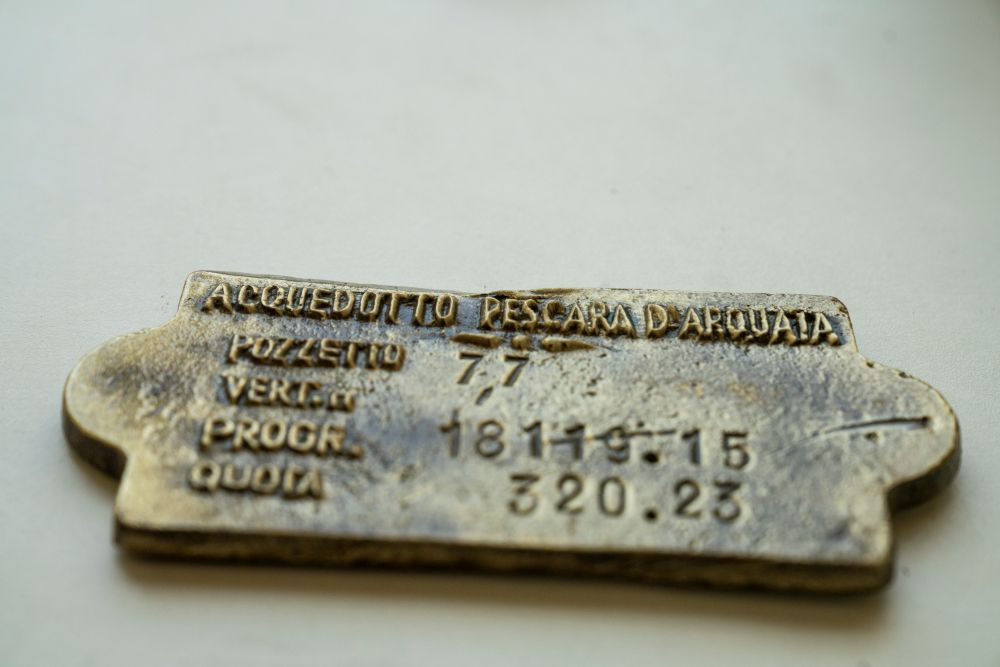 ACQUEDOTTO PESCARA D'ARQUATA
POZZETTO 77
VERT. N
PROGR. 18119.15
QUOTA 320.23